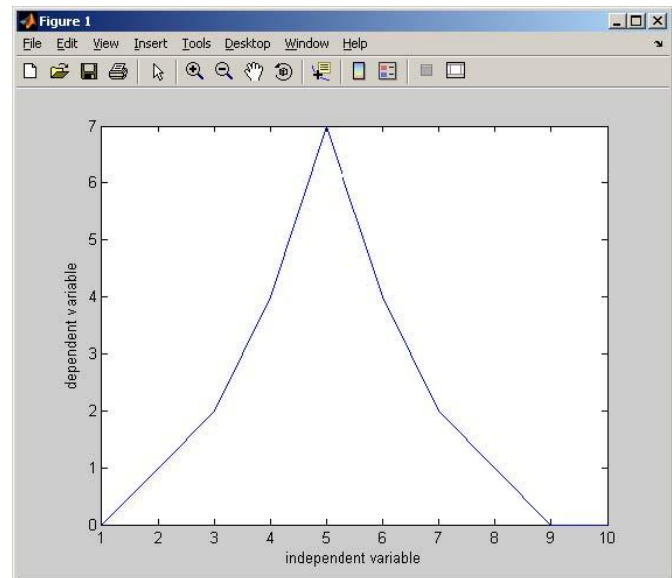 Figure 1
File Edit View Insert Tools Desktop Window Help
7
6
5
4
3
2
1
0
dependent variable
1 2 3 4 5 6 7 8 9 10
independent variable